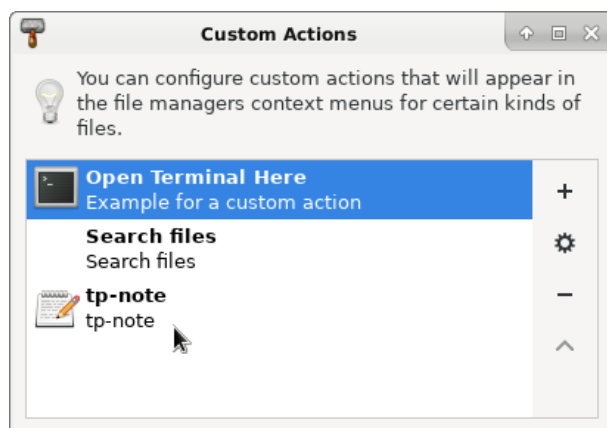 Custom Actions
You can configure custom actions that will appear in
the file managers context menus for certain kinds of
files.
Open Terminal Here
Example for a custom action
Search files
Search files
tp-note
tp-note